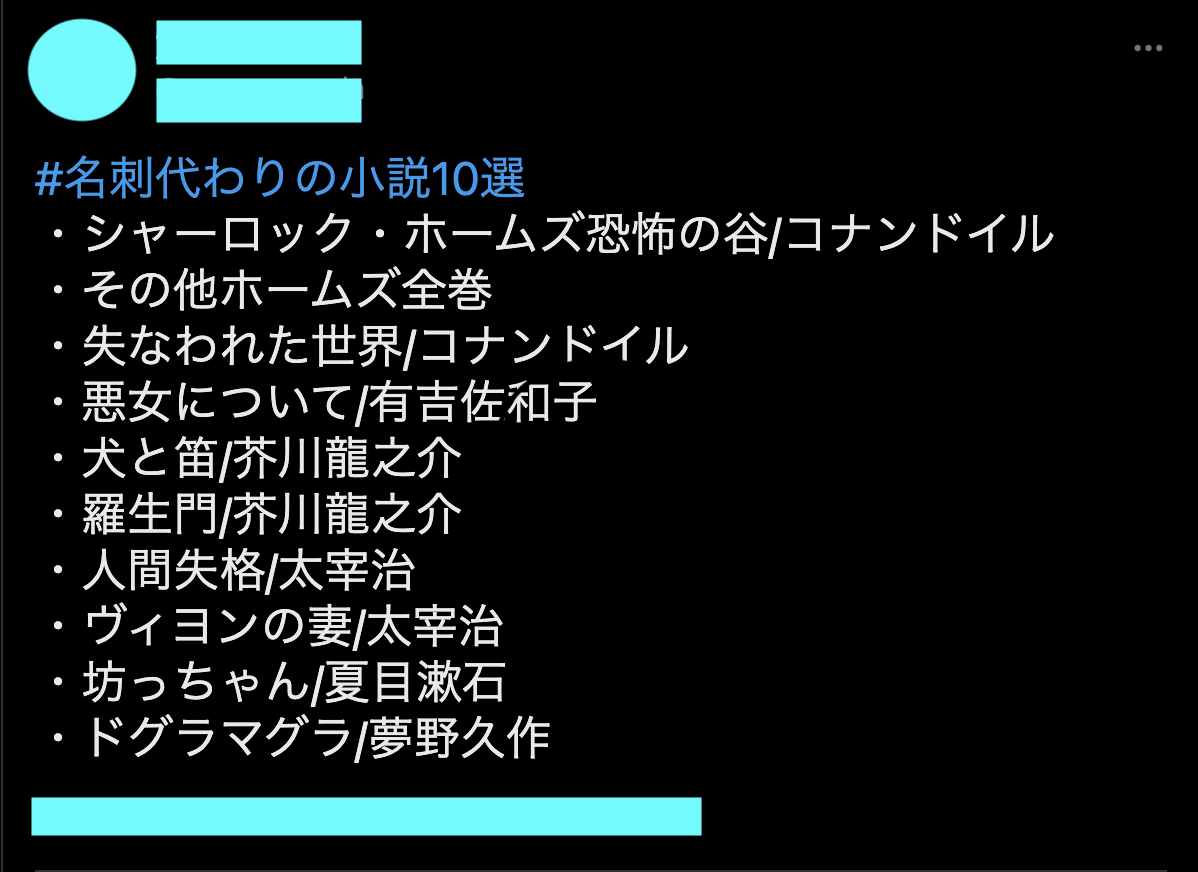 #名刺代わりの小説10選
・シャーロック・ホームズ恐怖の谷/コナンドイル
・その他ホームズ全巻
・失なわれた世界/コナンドイル
・悪女について/有吉佐和子
・犬と笛/芥川龍之介
・羅生門/芥川龍之介
・人間失格/太宰治
・ヴィヨンの妻/太宰治
・坊っちゃん/夏目漱石
・ドグラマグラ/夢野久作